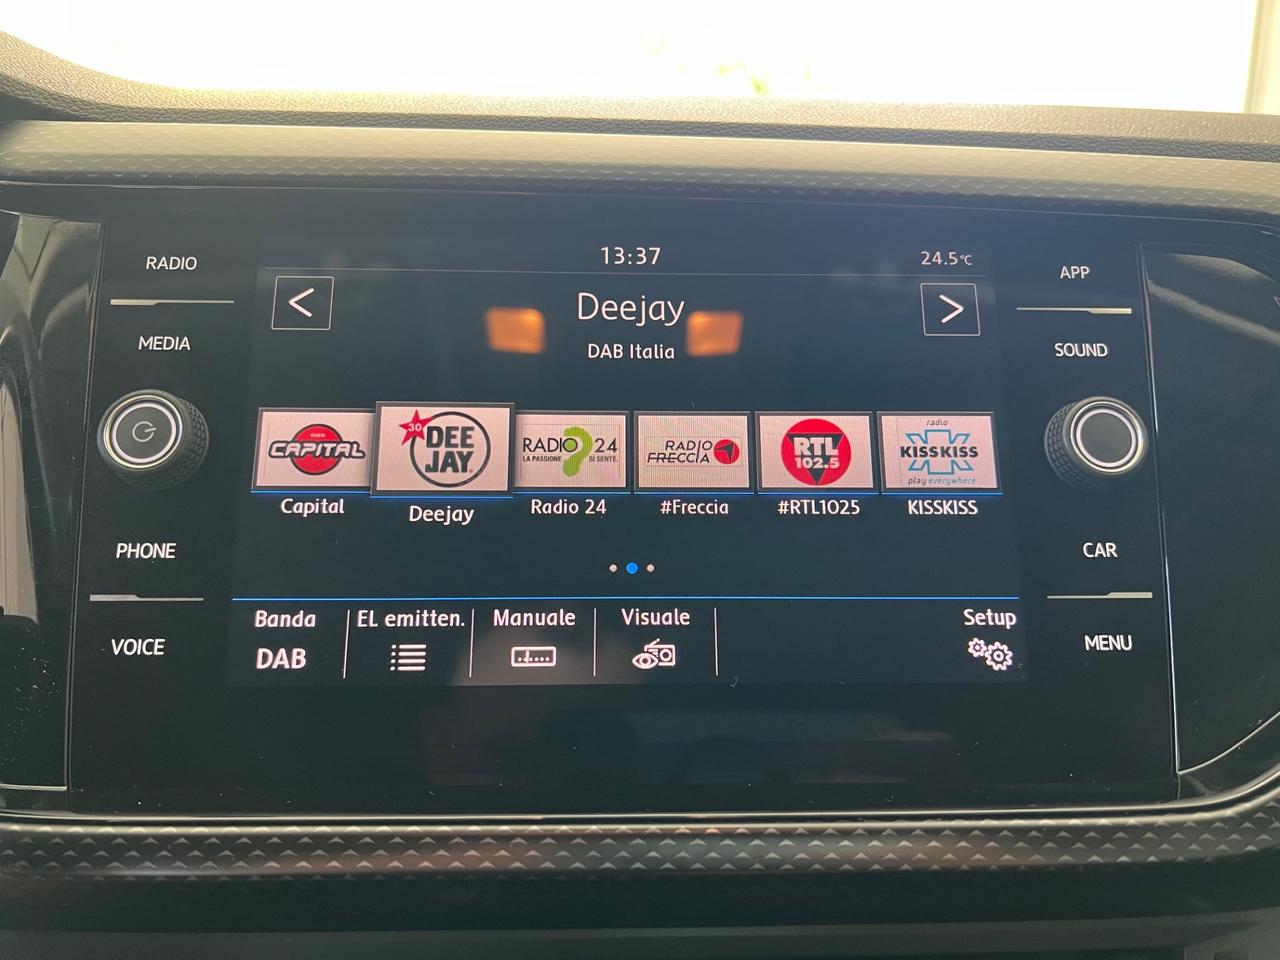 RADIO
MEDIA
PHONE
VOICE
13:37
24.5°C
<
Deejay
>
DAB Italia
CAPITAL
30
DEE
JAY
RADIO 24
LA PASSIONE SI SENTE.
RADIO
FRECCIA
RTL
102.5
radio
KISSKISS
play everywhere
Capital
Deejay
Radio 24
#Freccia
#RTL1025
KISSKISS
Banda
DAB
EL emitten.
Manuale
Visuale
Setup
APP
SOUND
CAR
MENU